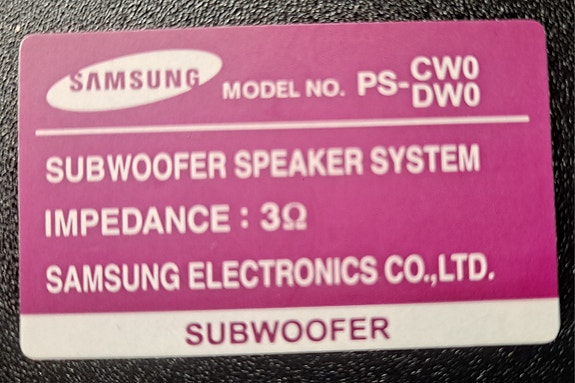 SAMSUNG MODEL NO. PS-CW0
DW0
SUBWOOFER SPEAKER SYSTEM
IMPEDANCE : 3Ω
SAMSUNG ELECTRONICS CO.,LTD.
SUBWOOFER